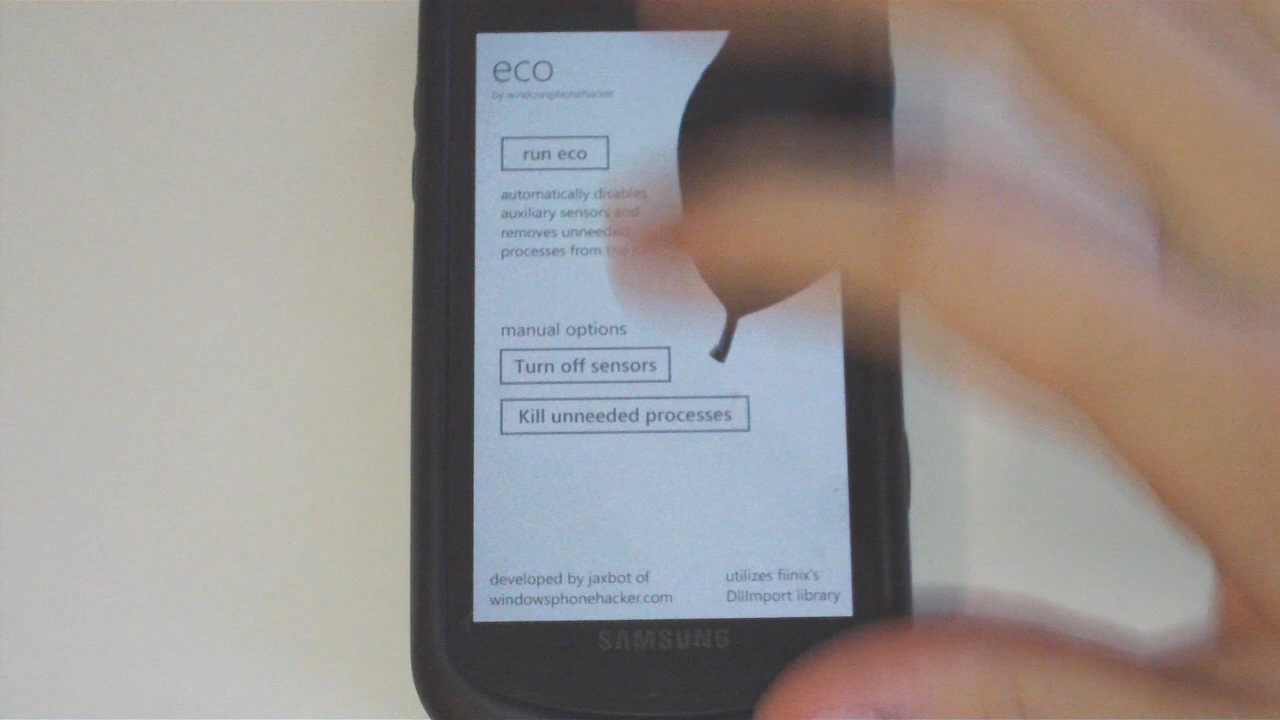 eco
by windowsphonehacker
run eco
automatically disables
auxiliary sensors and
removes unneeded
processes from the
manual options
Turn off sensors
Kill unneeded processes
developed by jaxbot of
windowsphonehacker.com
utilizes fiinix's
DllImport library
SAMSUNG